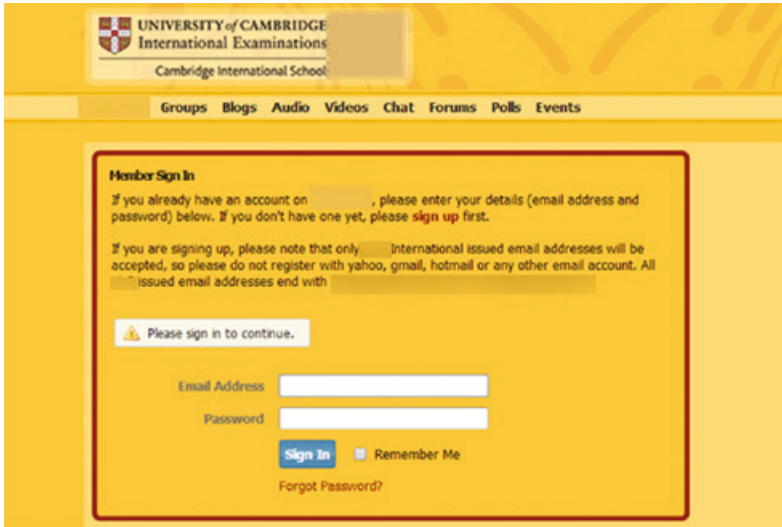 UNIVERSITY of CAMBRIDGE
International Examinations
Cambridge International School
Groups Blogs Audio Videos Chat Forums Polls Events
Member Sign In
If you already have an account on , please enter your details (email address and
password) below. If you don't have one yet, please sign up first.
If you are signing up, please note that only International issued email addresses will be
accepted, so please do not register with yahoo, gmail, hotmail or any other email account. All
issued email addresses end with
Please sign in to continue.
Email Address
Password
Sign In Remember Me
Forgot Password?